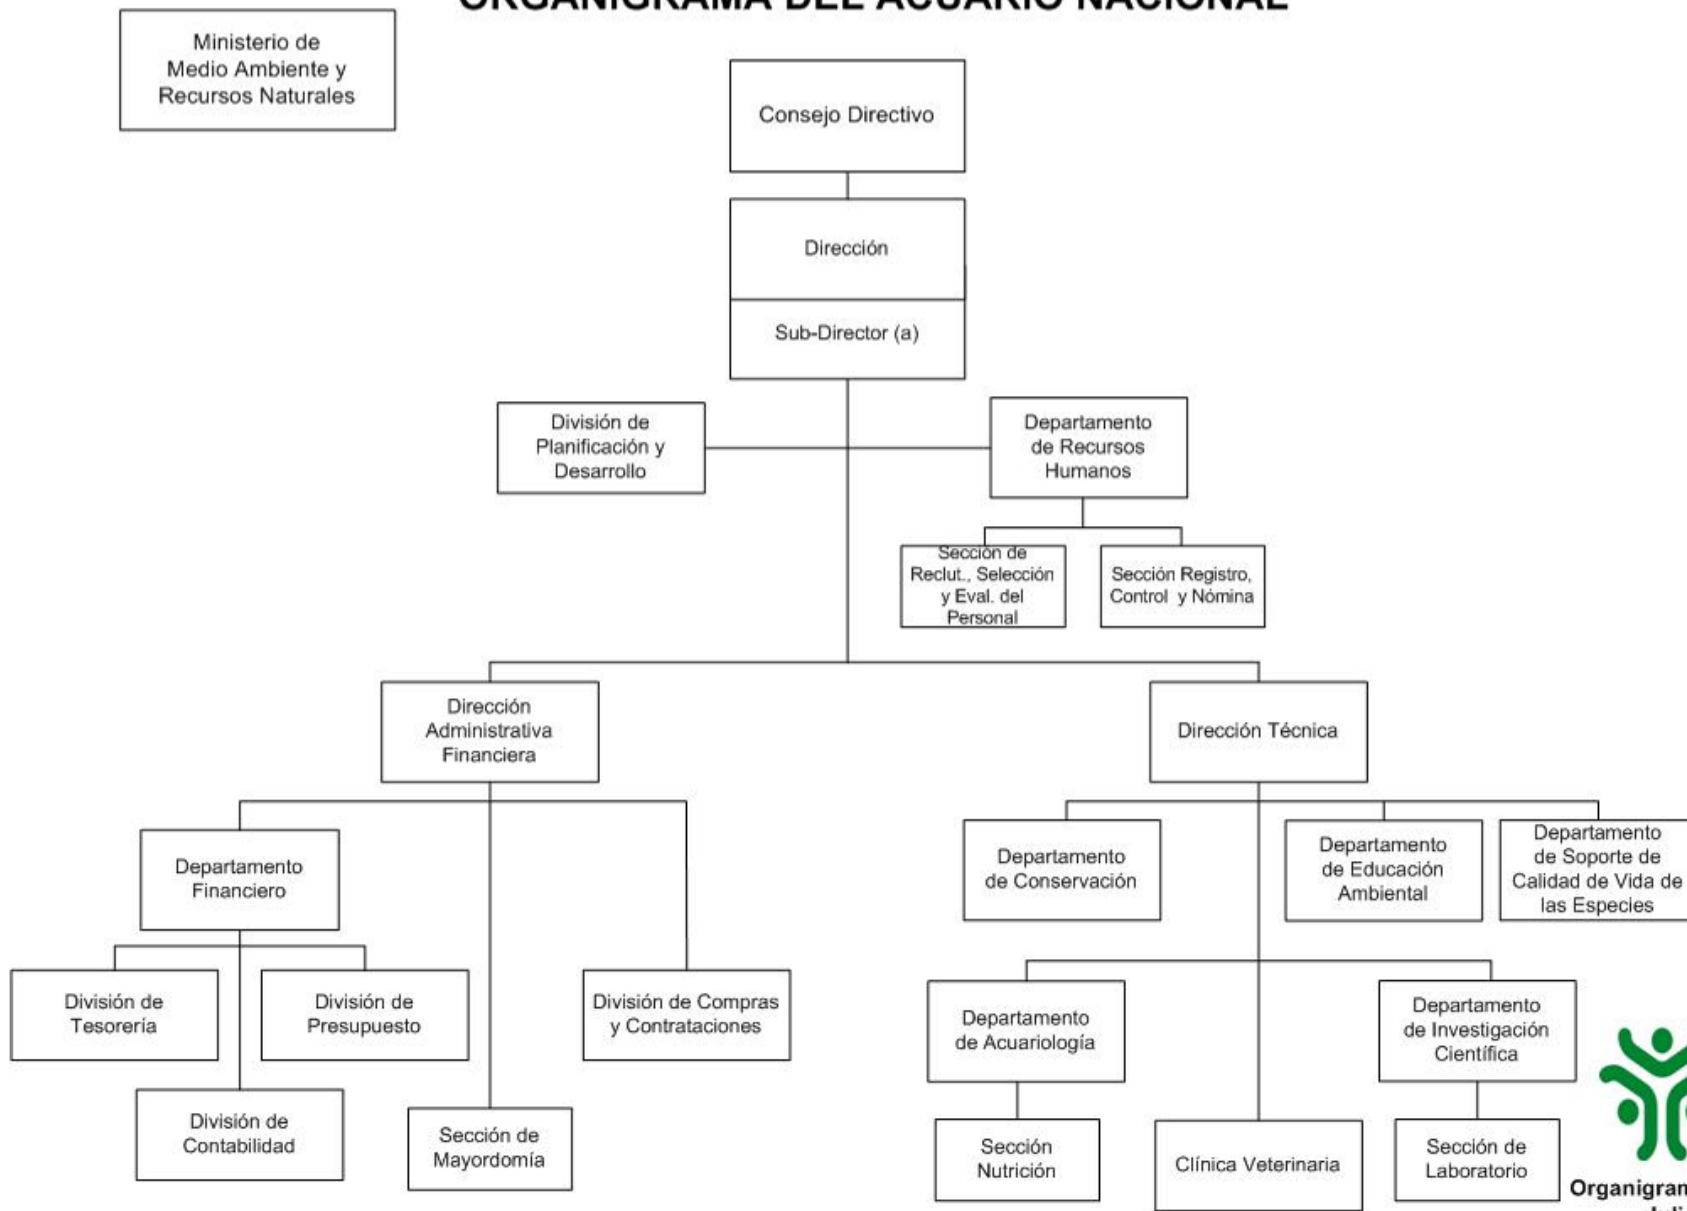 ORGANIGRAMA DEL ACUARIO NACIONAL
Ministerio de
Medio Ambiente y
Recursos Naturales
Consejo Directivo
Dirección
Sub-Director (a)
División de
Planificación y
Desarrollo
Departamento
de Recursos
Humanos
Sección de
Reclut., Selección
y Eval. del
Personal
Sección Registro,
Control y Nómina
Dirección
Administrativa
Financiera
Dirección Técnica
Departamento
Financiero
Departamento
de Conservación
Departamento
de Educación
Ambiental
Departamento
de Soporte de
Calidad de Vida de
las Especies
División de
Tesorería
División de
Presupuesto
División de Compras
y Contrataciones
Departamento
de Acuariología
Departamento
de Investigación
Científica
División de
Contabilidad
Sección de
Mayordomía
Sección
Nutrición
Clínica Veterinaria
Sección de
Laboratorio